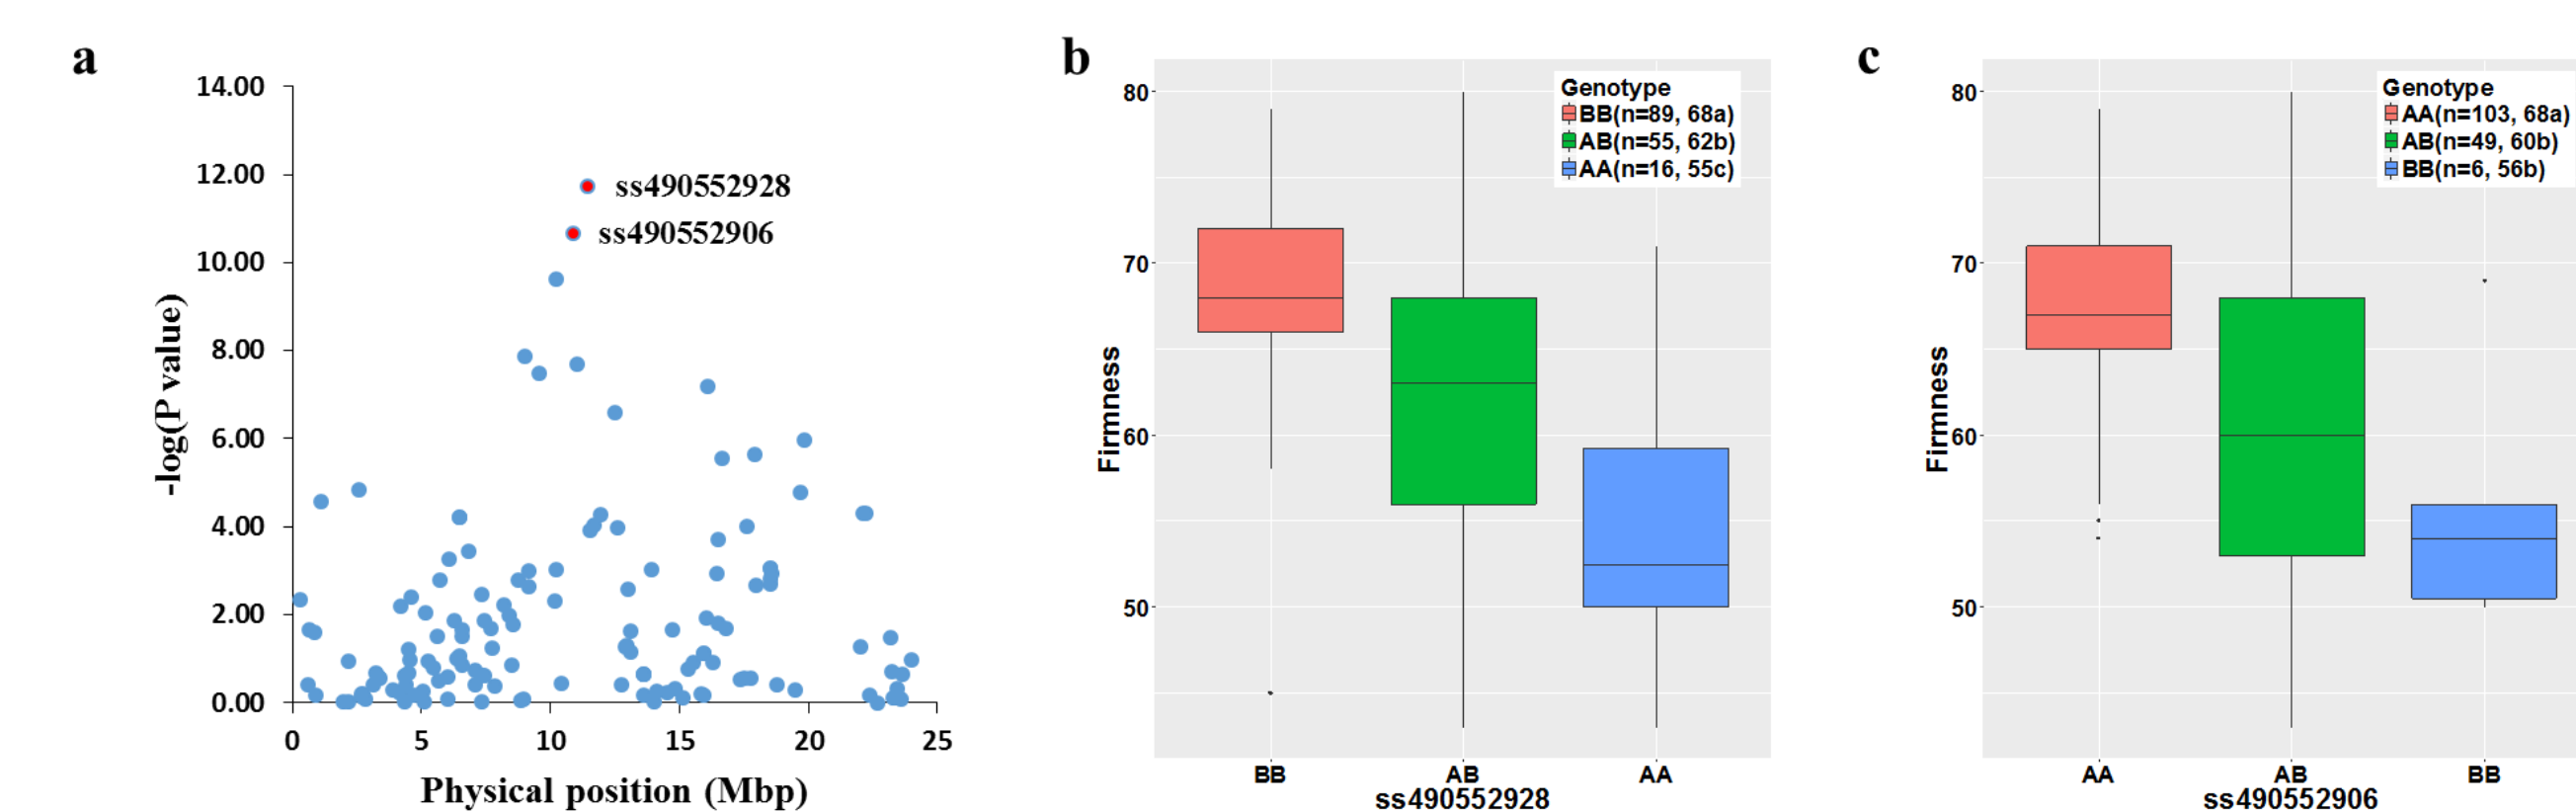 a
14.00
12.00
10.00
8.00
6.00
4.00
2.00
0.00
-log(P value)
ss490552928
ss490552906
0 5 10 15 20 25
Physical position (Mbp)
b
80
70
60
50
Firmness
Genotype
BB(n=89, 68a)
AB(n=55, 62b)
AA(n=16, 55c)
BB AB AA
ss490552928
c
80
70
60
50
Firmness
Genotype
AA(n=103, 68a)
AB(n=49, 60b)
BB(n=6, 56b)
AA AB BB
ss490552906